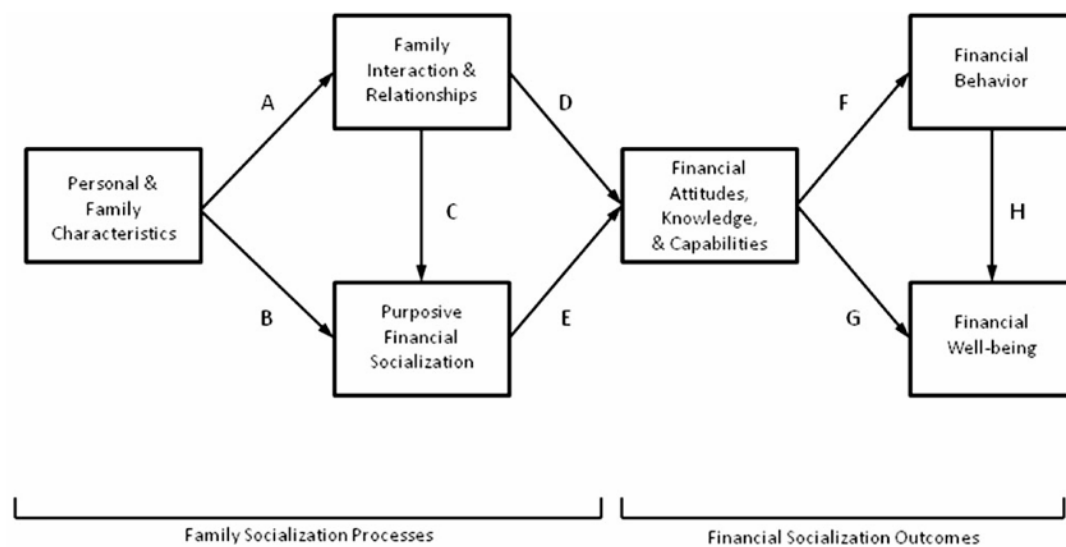 Family
Interaction &
Relationships
Financial
Behavior
A
D
F
Personal &
Family
Characteristics
C
Financial
Attitudes,
Knowledge,
& Capabilities
H
B
Purposive
Financial
Socialization
E
G
Financial
Well-being
Family Socialization Processes
Financial Socialization Outcomes